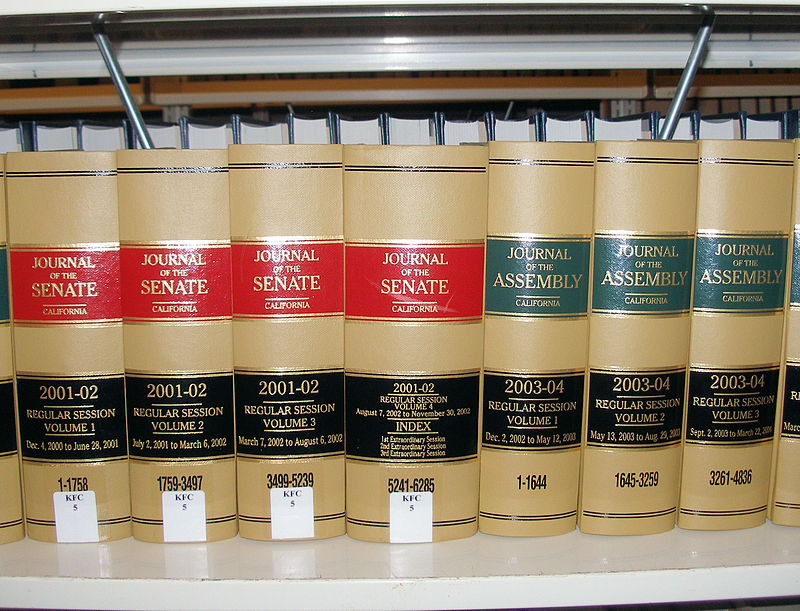 JOURNAL
OF THE
SENATE
CALIFORNIA
2001-02
REGULAR SESSION
VOLUME 1
Dec. 4, 2000 to June 28, 2001
1-1758
KFC
5
JOURNAL
OF THE
SENATE
CALIFORNIA
2001-02
REGULAR SESSION
VOLUME 2
July 2, 2001 to March 6, 2002
1759-3497
KFC
5
JOURNAL
OF THE
SENATE
CALIFORNIA
2001-02
REGULAR SESSION
VOLUME 3
March 7, 2002 to August 6, 2002
3499-5239
KFC
5
JOURNAL
OF THE
SENATE
CALIFORNIA
2001-02
REGULAR SESSION
VOLUME 4
August 7, 2002 to November 30, 2002
INDEX
1st Extraordinary Session
2nd Extraordinary Session
3rd Extraordinary Session
5241-6285
KFC
5
JOURNAL
OF THE
ASSEMBLY
CALIFORNIA
2003-04
REGULAR SESSION
VOLUME 1
Dec. 2, 2002 to May 12, 2003
1-1644
JOURNAL
OF THE
ASSEMBLY
CALIFORNIA
2003-04
REGULAR SESSION
VOLUME 2
May 13, 2003 to Aug. 29, 2003
1645-3259
JOURNAL
OF THE
ASSEMBLY
CALIFORNIA
2003-04
REGULAR SESSION
VOLUME 3
Sept. 2, 2003 to March 22, 2004
3261-4836